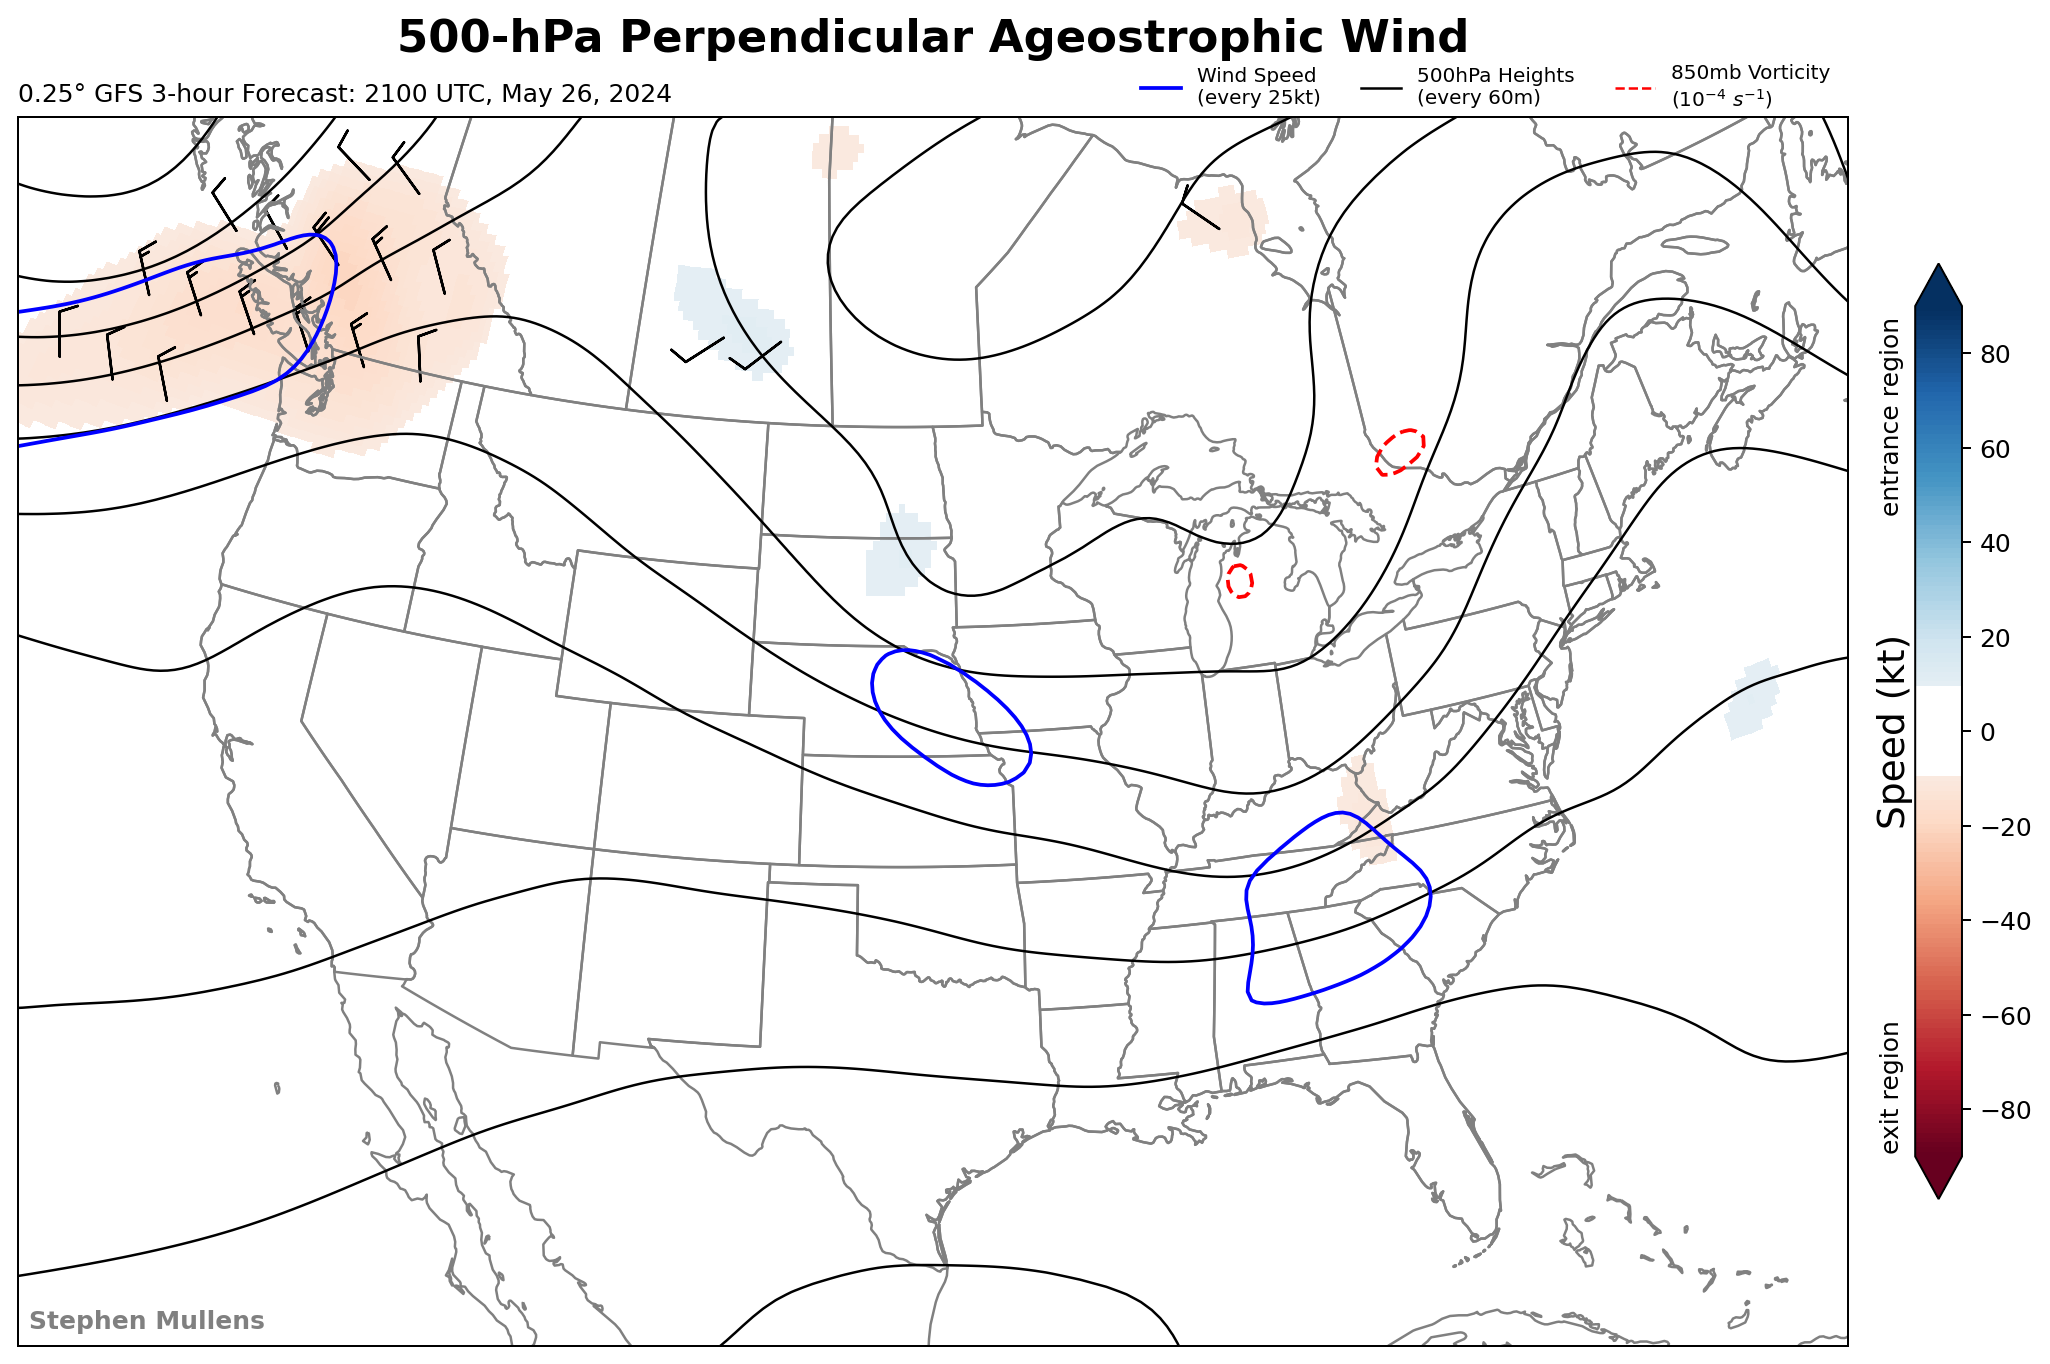 500-hPa Perpendicular Ageostrophic Wind
0.25° GFS 3-hour Forecast: 2100 UTC, May 26, 2024
Wind Speed
(every 25kt)
500hPa Heights
(every 60m)
850mb Vorticity
(10⁻⁴ s⁻¹)
entrance region
Speed (kt)
exit region
80
60
40
20
0
−20
−40
−60
−80
Stephen Mullens